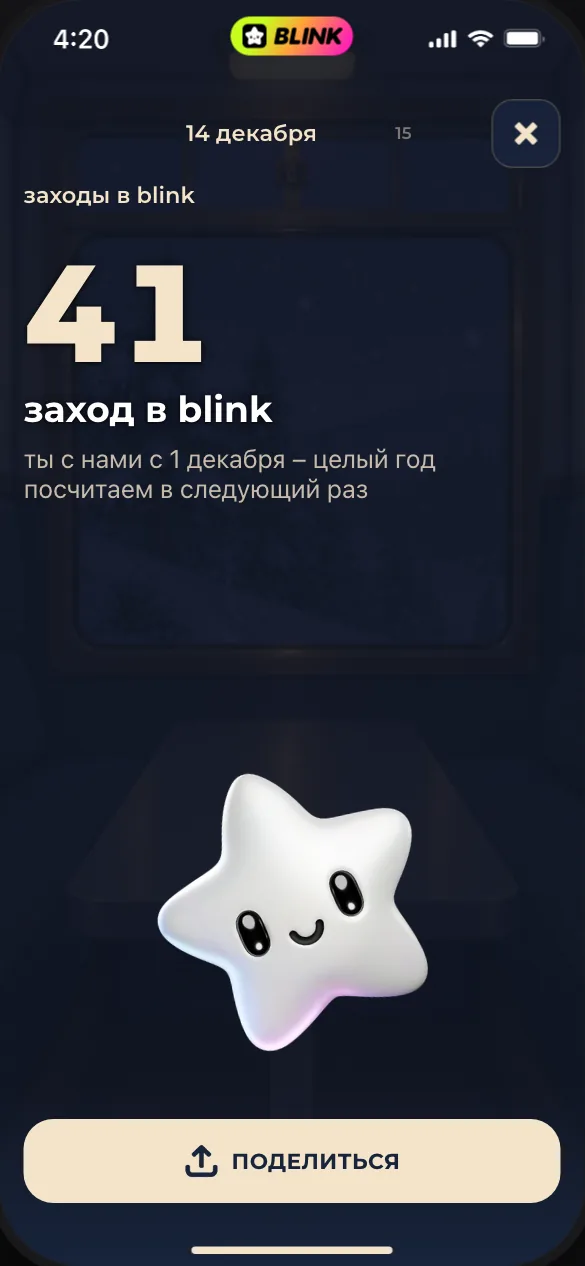 4:20
BLINK
14 декабря
15
заходы в blink
41
заход в blink
ты с нами с 1 декабря – целый год
посчитаем в следующий раз
ПОДЕЛИТЬСЯ